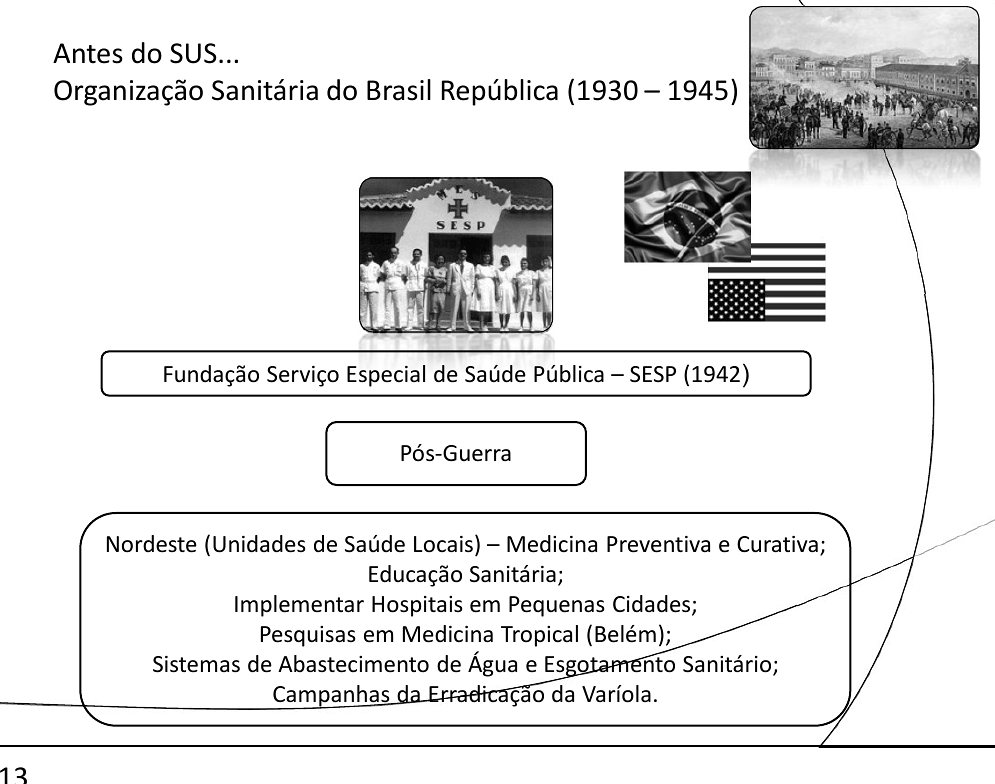 Antes do SUS...
Organização Sanitária do Brasil República (1930 – 1945)
SESP
Fundação Serviço Especial de Saúde Pública – SESP (1942)
Pós-Guerra
Nordeste (Unidades de Saúde Locais) – Medicina Preventiva e Curativa;
Educação Sanitária;
Implementar Hospitais em Pequenas Cidades;
Pesquisas em Medicina Tropical (Belém);
Sistemas de Abastecimento de Água e Esgotamento Sanitário;
Campanhas da Erradicação da Varíola.
13